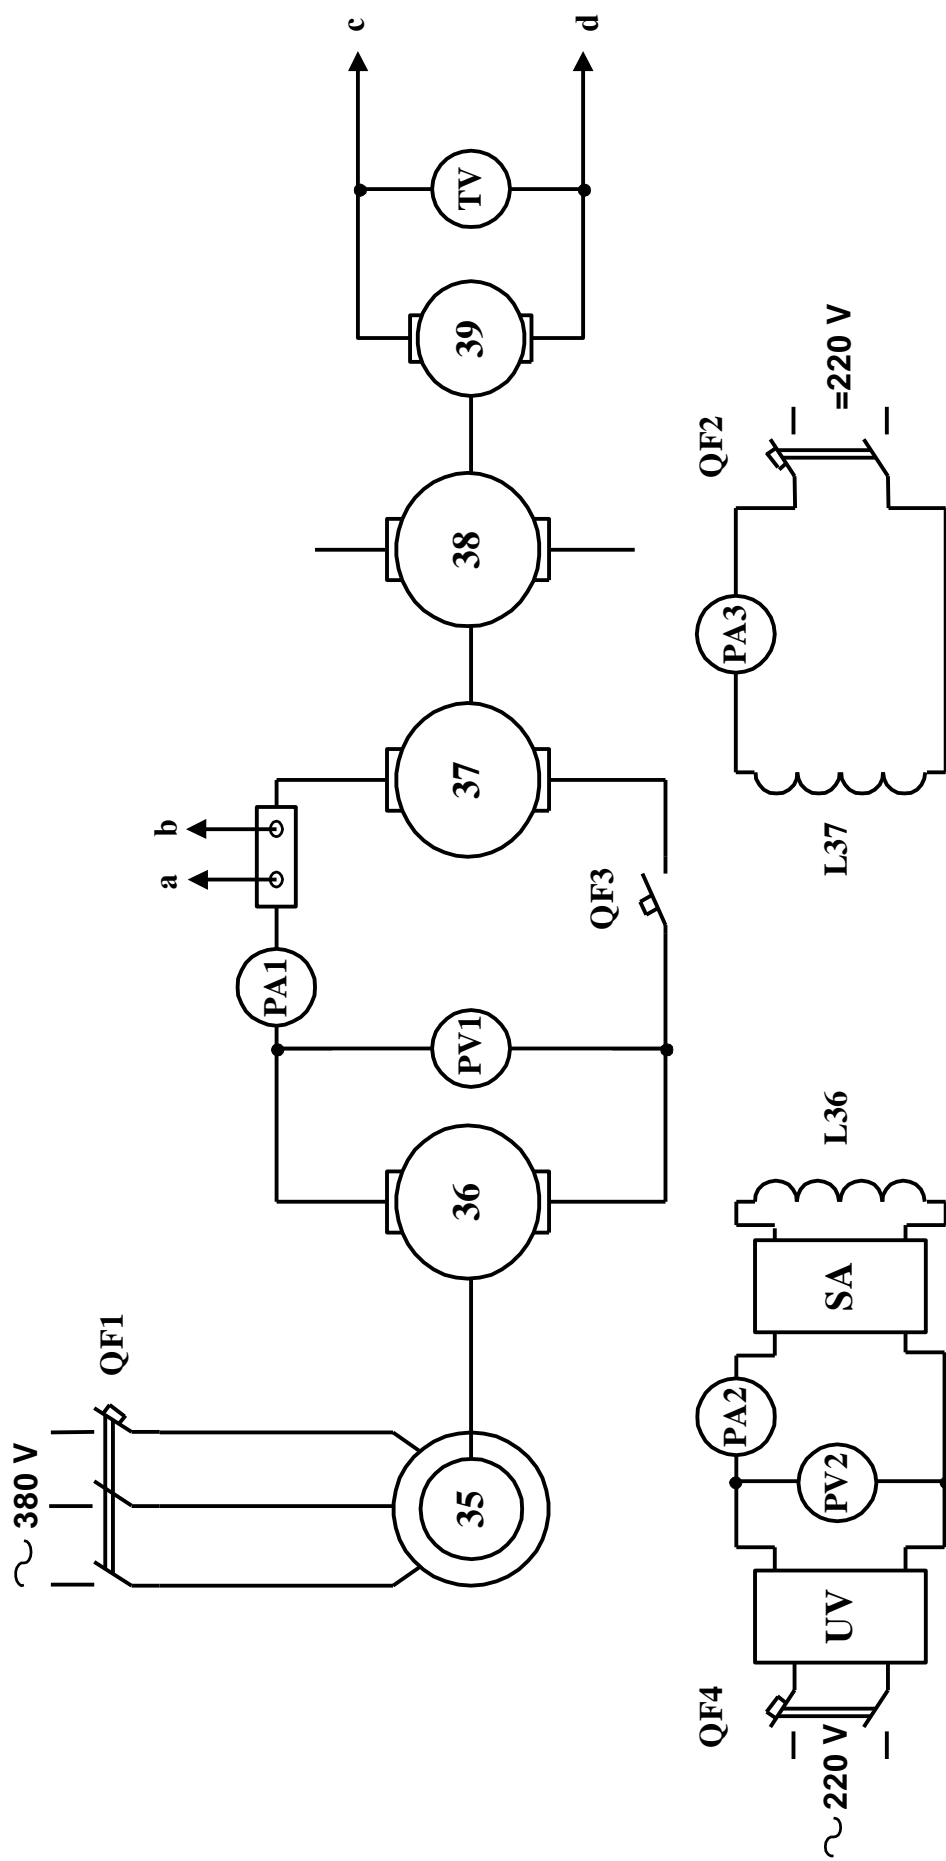 ~ 380 V
QF1
a
b
c
PA1
35
36
PV1
37
38
39
TV
d
QF3
QF4
PA2
PA3
QF2
~ 220 V
UV
PV2
SA
L36
L37
=220 V